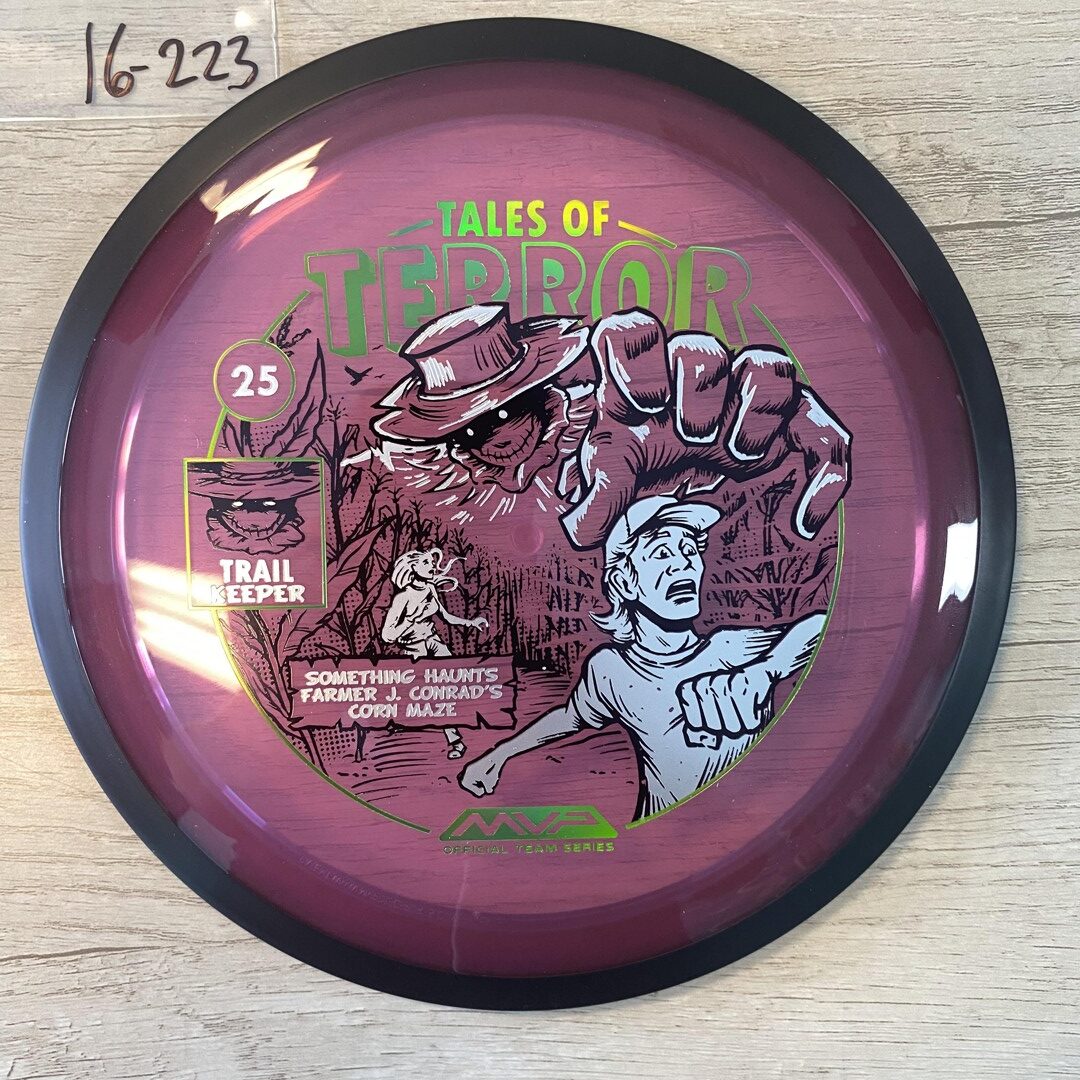 16-223
TALES OF
TERROR
25
TRAIL
KEEPER
SOMETHING HAUNTS
FARMER J. CONRAD'S
CORN MAZE
MVP
OFFICIAL TEAM SERIES